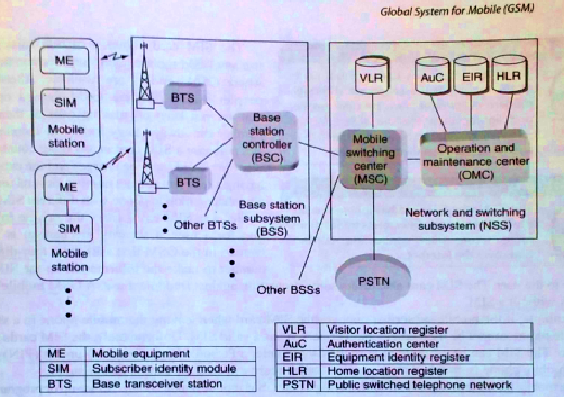 Global System for Mobile (GSM)
ME
SIM
Mobile
station
ME
SIM
Mobile
station
BTS
BTS
Other BTSs
Base
station
controller
(BSC)
Base station
subsystem
(BSS)
Other BSSs
VLR
AuC
EIR
HLR
Mobile
switching
center
(MSC)
Operation and
maintenance center
(OMC)
Network and switching
subsystem (NSS)
PSTN
ME Mobile equipment
SIM Subscriber identity module
BTS Base transceiver station
VLR Visitor location register
AuC Authentication center
EIR Equipment identity register
HLR Home location register
PSTN Public switched telephone network